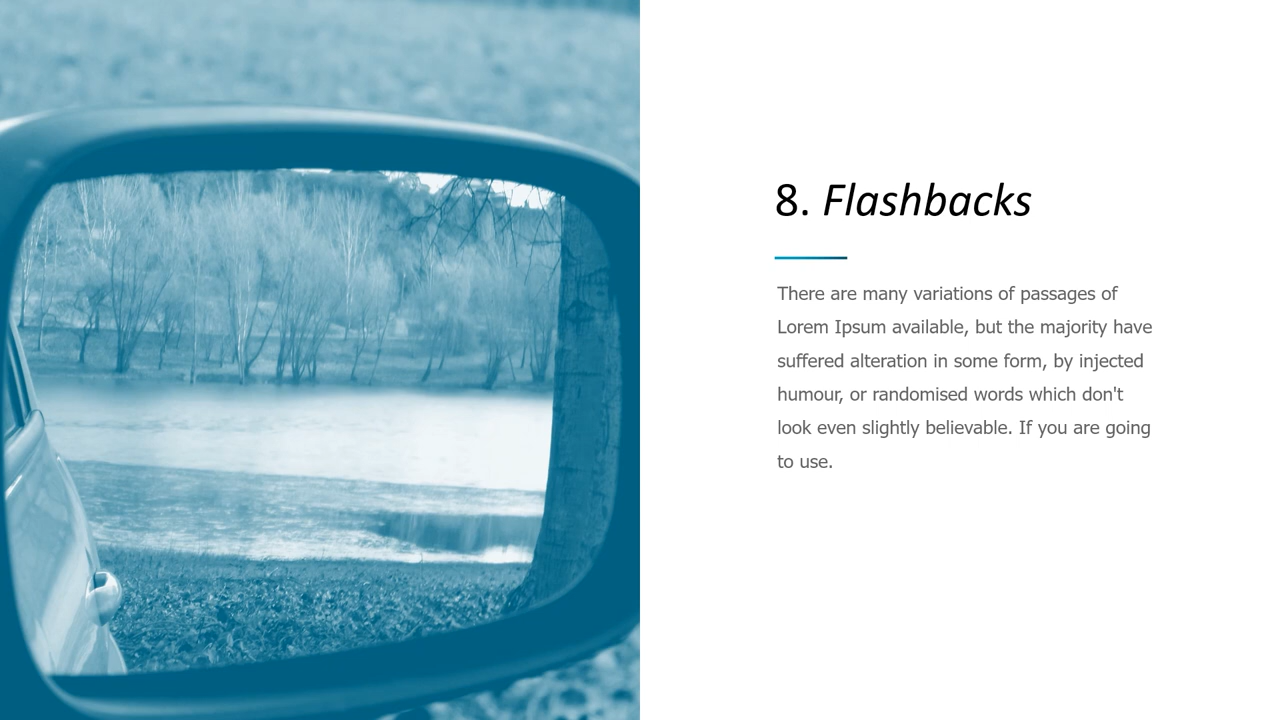 8. Flashbacks
There are many variations of passages of
Lorem Ipsum available, but the majority have
suffered alteration in some form, by injected
humour, or randomised words which don't
look even slightly believable. If you are going
to use.